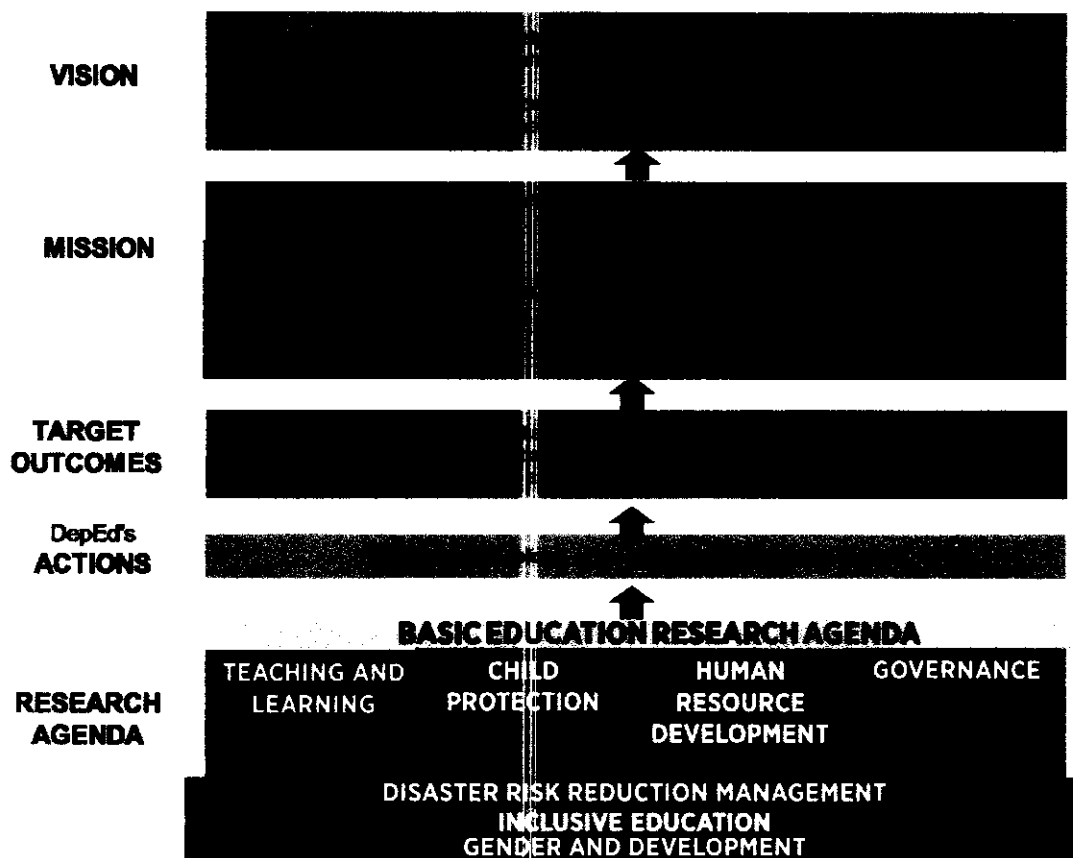 VISION
MISSION
TARGET
OUTCOMES
DepEd's
ACTIONS
BASIC EDUCATION RESEARCH AGENDA
RESEARCH
AGENDA
TEACHING AND
LEARNING
CHILD
PROTECTION
HUMAN
RESOURCE
DEVELOPMENT
GOVERNANCE
DISASTER RISK REDUCTION MANAGEMENT
INCLUSIVE EDUCATION
GENDER AND DEVELOPMENT